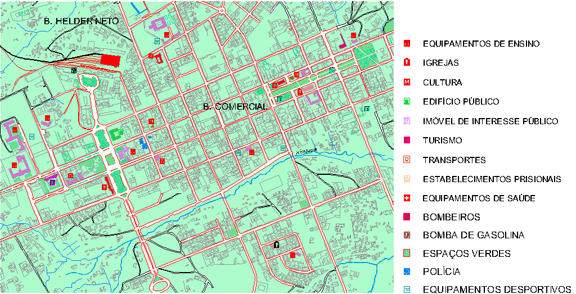 B. HELDER NETO
B. COMERCIAL
EQUIPAMENTOS DE ENSINO
IGREJAS
CULTURA
EDIFÍCIO PÚBLICO
IMÓVEL DE INTERESSE PÚBLICO
TURISMO
TRANSPORTES
ESTABELECIMENTOS PRISIONAIS
EQUIPAMENTOS DE SAÚDE
BOMBEIROS
BOMBA DE GASOLINA
ESPAÇOS VERDES
POLÍCIA
EQUIPAMENTOS DESPORTIVOS